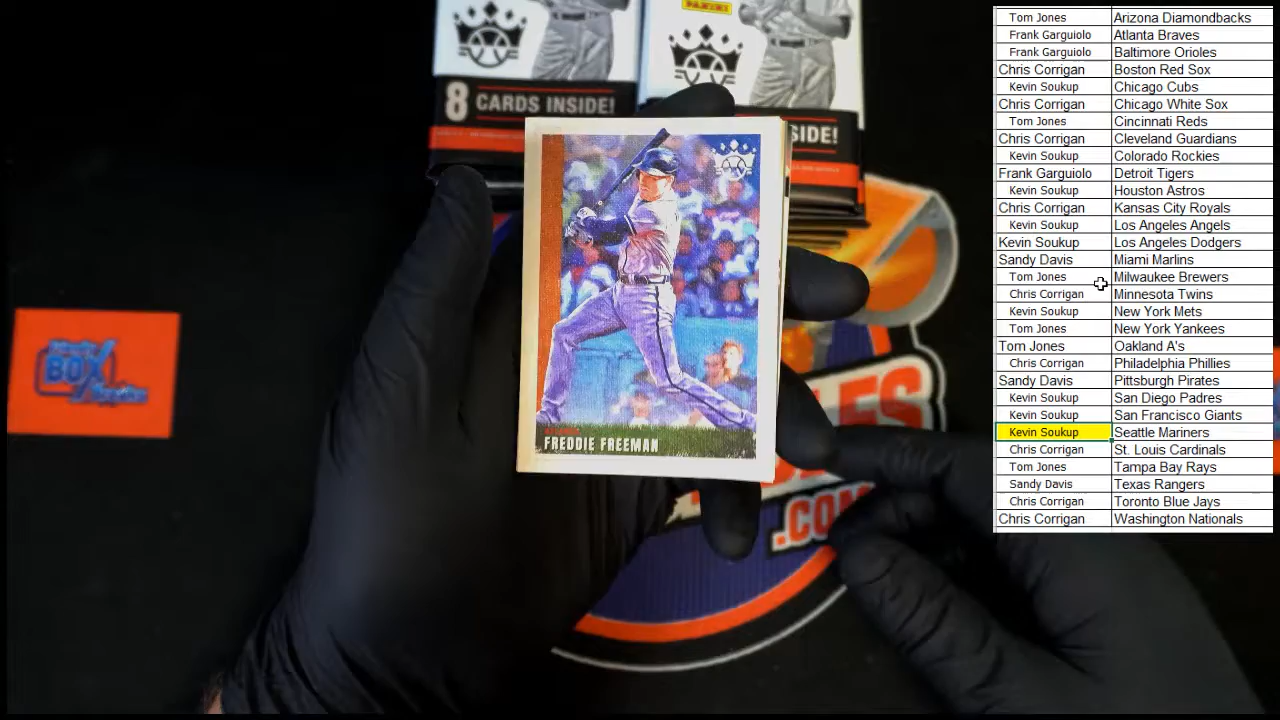 PANINI
8 CARDS INSIDE!
SIDE!
FREDDIE FREEMAN
BOX
.COM
Tom Jones Arizona Diamondbacks
Frank Garguiolo Atlanta Braves
Frank Garguiolo Baltimore Orioles
Chris Corrigan Boston Red Sox
Kevin Soukup Chicago Cubs
Chris Corrigan Chicago White Sox
Tom Jones Cincinnati Reds
Chris Corrigan Cleveland Guardians
Kevin Soukup Colorado Rockies
Frank Garguiolo Detroit Tigers
Kevin Soukup Houston Astros
Chris Corrigan Kansas City Royals
Kevin Soukup Los Angeles Angels
Kevin Soukup Los Angeles Dodgers
Sandy Davis Miami Marlins
Tom Jones Milwaukee Brewers
Chris Corrigan Minnesota Twins
Kevin Soukup New York Mets
Tom Jones New York Yankees
Tom Jones Oakland A's
Chris Corrigan Philadelphia Phillies
Sandy Davis Pittsburgh Pirates
Kevin Soukup San Diego Padres
Kevin Soukup San Francisco Giants
Kevin Soukup Seattle Mariners
Chris Corrigan St. Louis Cardinals
Tom Jones Tampa Bay Rays
Sandy Davis Texas Rangers
Chris Corrigan Toronto Blue Jays
Chris Corrigan Washington Nationals